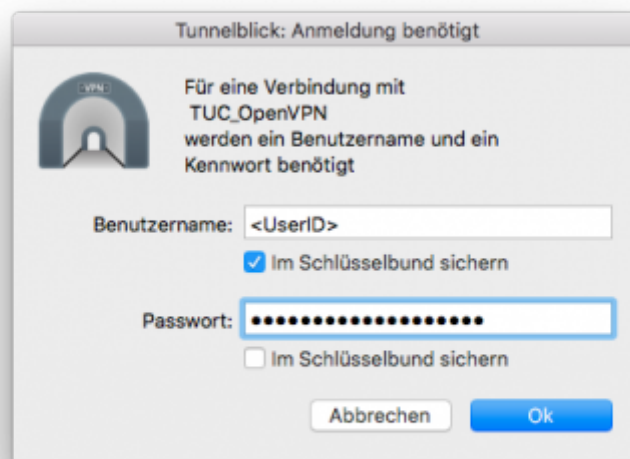 Tunnelblick: Anmeldung benötigt
VPN
Für eine Verbindung mit
TUC_OpenVPN
werden ein Benutzername und ein
Kennwort benötigt
Benutzername: <UserID>
Im Schlüsselbund sichern
Passwort: ●●●●●●●●●●●●●●●●●●●
Im Schlüsselbund sichern
Abbrechen Ok